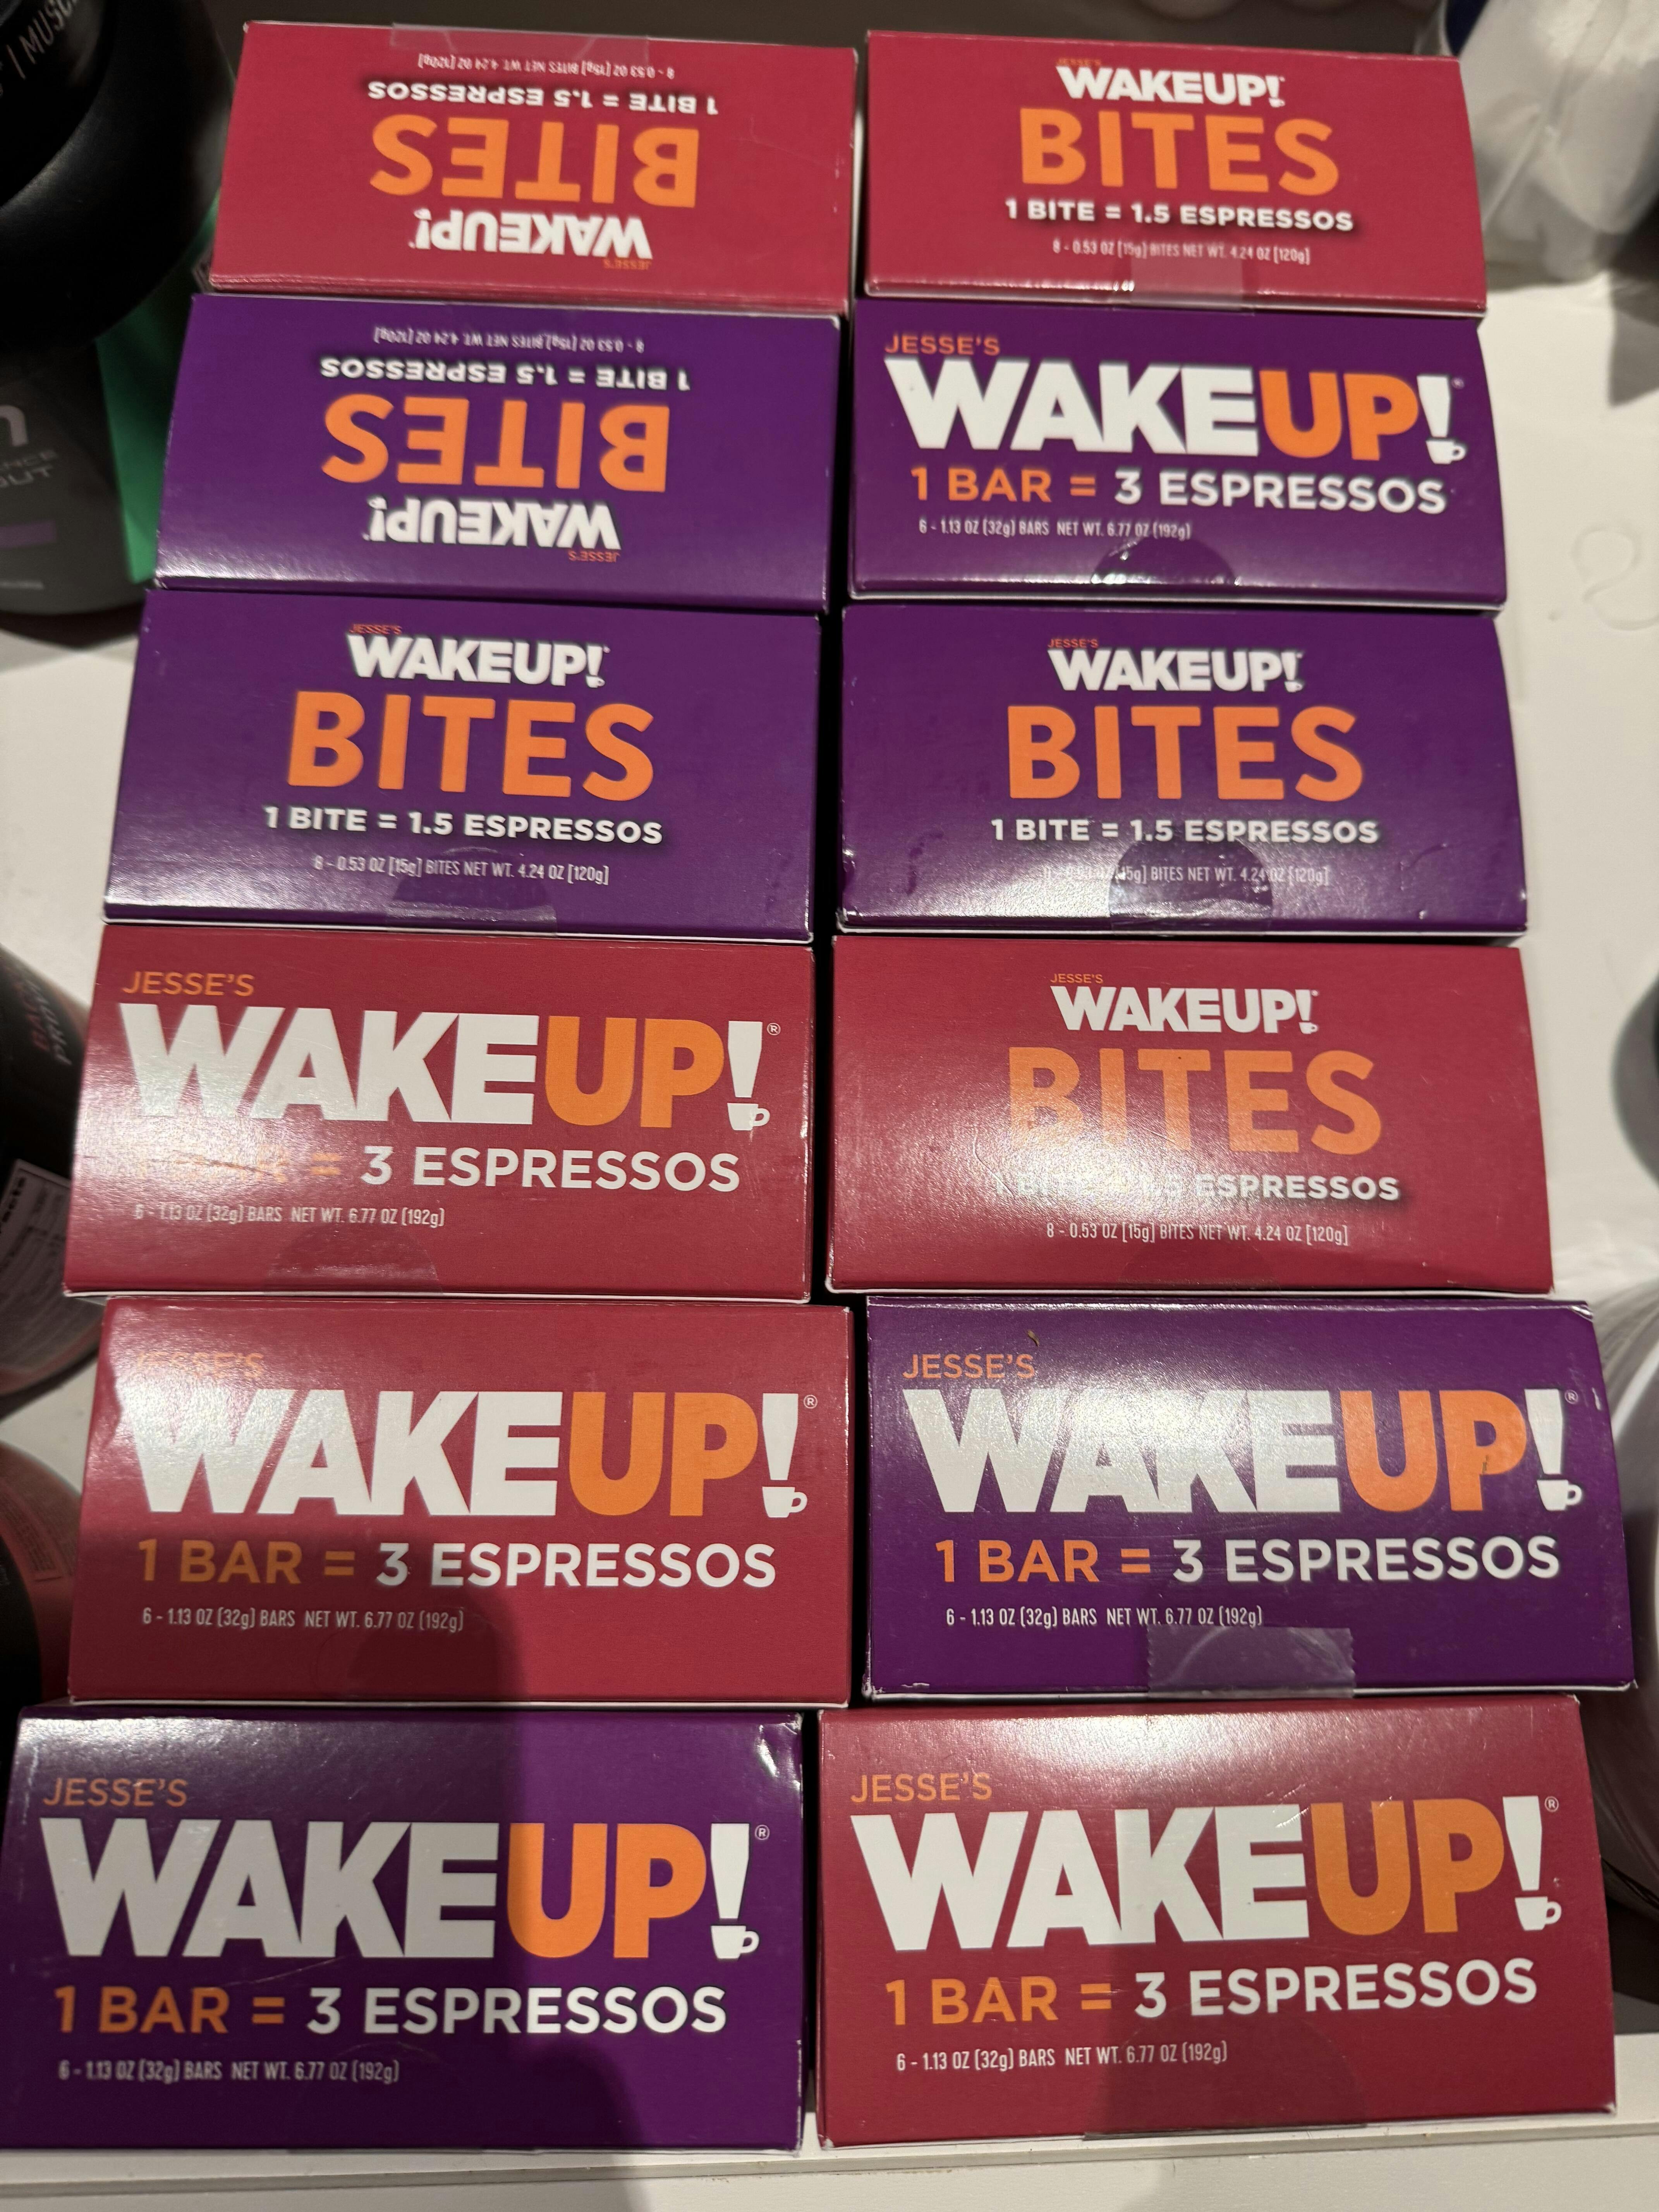 MUSC
JESSE'S
WAKEUP!
BITES
1 BITE = 1.5 ESPRESSOS
8 - 0.53 OZ [15g] BITES NET WT. 4.24 OZ [120g]
JESSE'S
WAKEUP!
BITES
1 BITE = 1.5 ESPRESSOS
8 - 0.53 OZ [15g] BITES NET WT. 4.24 OZ [120g]
JESSE'S
WAKEUP!
BITES
1 BITE = 1.5 ESPRESSOS
8 - 0.53 OZ [15g] BITES NET WT. 4.24 OZ [120g]
JESSE'S
WAKEUP!®
1 BAR = 3 ESPRESSOS
6 - 1.13 OZ (32g) BARS NET WT. 6.77 OZ (192g)
JESSE'S
WAKEUP!
BITES
1 BITE = 1.5 ESPRESSOS
8 - 0.53 OZ [15g] BITES NET WT. 4.24 OZ [120g]
JESSE'S
WAKEUP!
BITES
1 BITE = 1.5 ESPRESSOS
BITES NET WT. 4.24 OZ [120g]
JESSE'S
WAKEUP!®
= 3 ESPRESSOS
6 - 1.13 OZ (32g) BARS NET WT. 6.77 OZ (192g)
JESSE'S
WAKEUP!
BITES
1 BITE = 1.5 ESPRESSOS
8 - 0.53 OZ [15g] BITES NET WT. 4.24 OZ [120g]
JESSE'S
WAKEUP!®
1 BAR = 3 ESPRESSOS
6 - 1.13 OZ (32g) BARS NET WT. 6.77 OZ (192g)
JESSE'S
WAKEUP!®
1 BAR = 3 ESPRESSOS
6 - 1.13 OZ (32g) BARS NET WT. 6.77 OZ (192g)
JESSE'S
WAKEUP!®
1 BAR = 3 ESPRESSOS
6 - 1.13 OZ (32g) BARS NET WT. 6.77 OZ (192g)
JESSE'S
WAKEUP!®
1 BAR = 3 ESPRESSOS
6 - 1.13 OZ (32g) BARS NET WT. 6.77 OZ (192g)